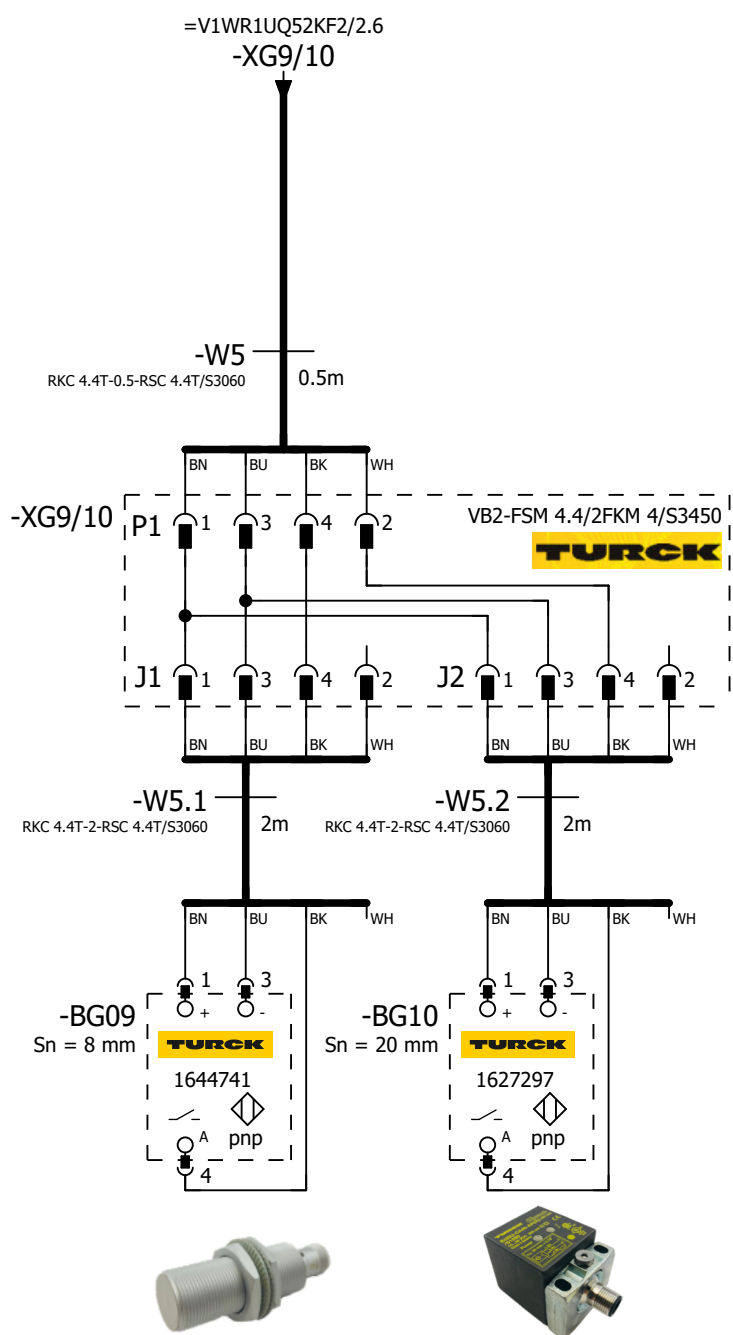 =V1WR1UQ52KF2/2.6
-XG9/10
-W5
RKC 4.4T-0.5-RSC 4.4T/S3060
0.5m
BN BU BK WH
-XG9/10
P1 1 3 4 2
VB2-FSM 4.4/2FKM 4/S3450
TURCK
J1 1 3 4 2
J2 1 3 4 2
BN BU BK WH
BN BU BK WH
-W5.1
RKC 4.4T-2-RSC 4.4T/S3060
2m
-W5.2
RKC 4.4T-2-RSC 4.4T/S3060
2m
BN BU BK WH
BN BU BK WH
1 3
-BG09
Sn = 8 mm
+ -
TURCK
1644741
A pnp
4
1 3
-BG10
Sn = 20 mm
+ -
TURCK
1627297
A pnp
4